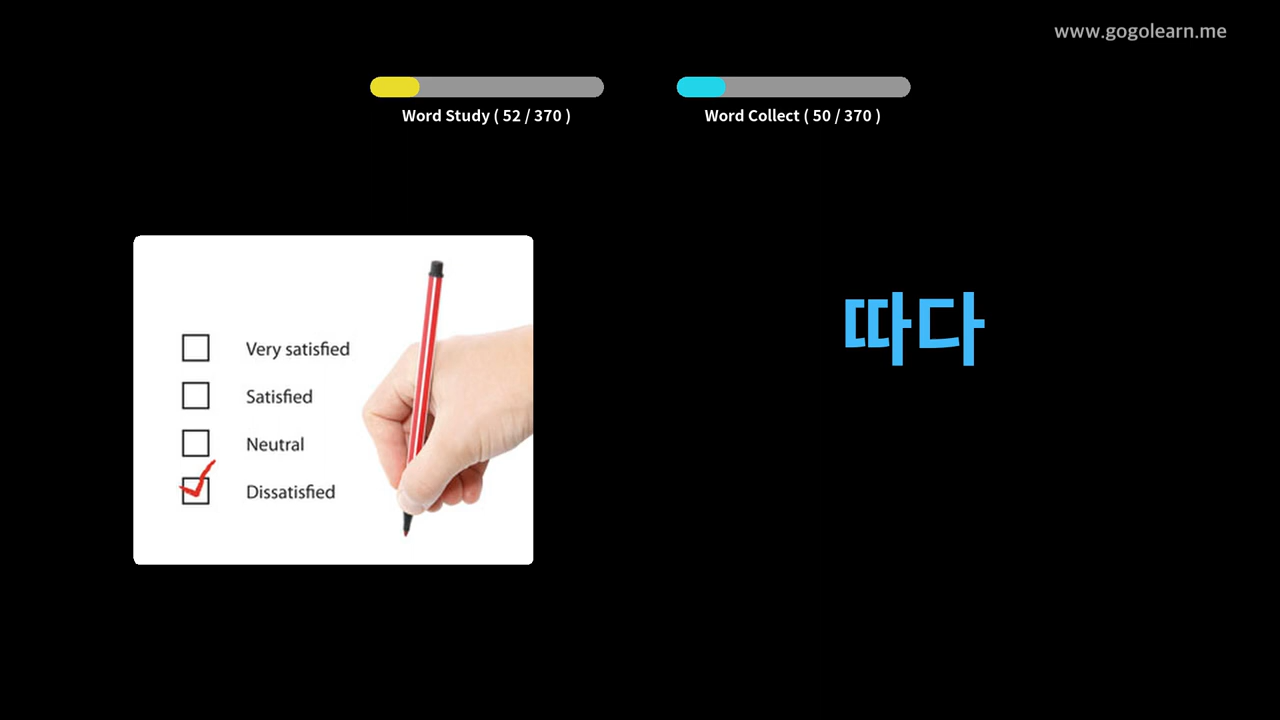 www.gogolearn.me
Word Study ( 52 / 370 )
Word Collect ( 50 / 370 )
Very satisfied
Satisfied
Neutral
Dissatisfied
따다